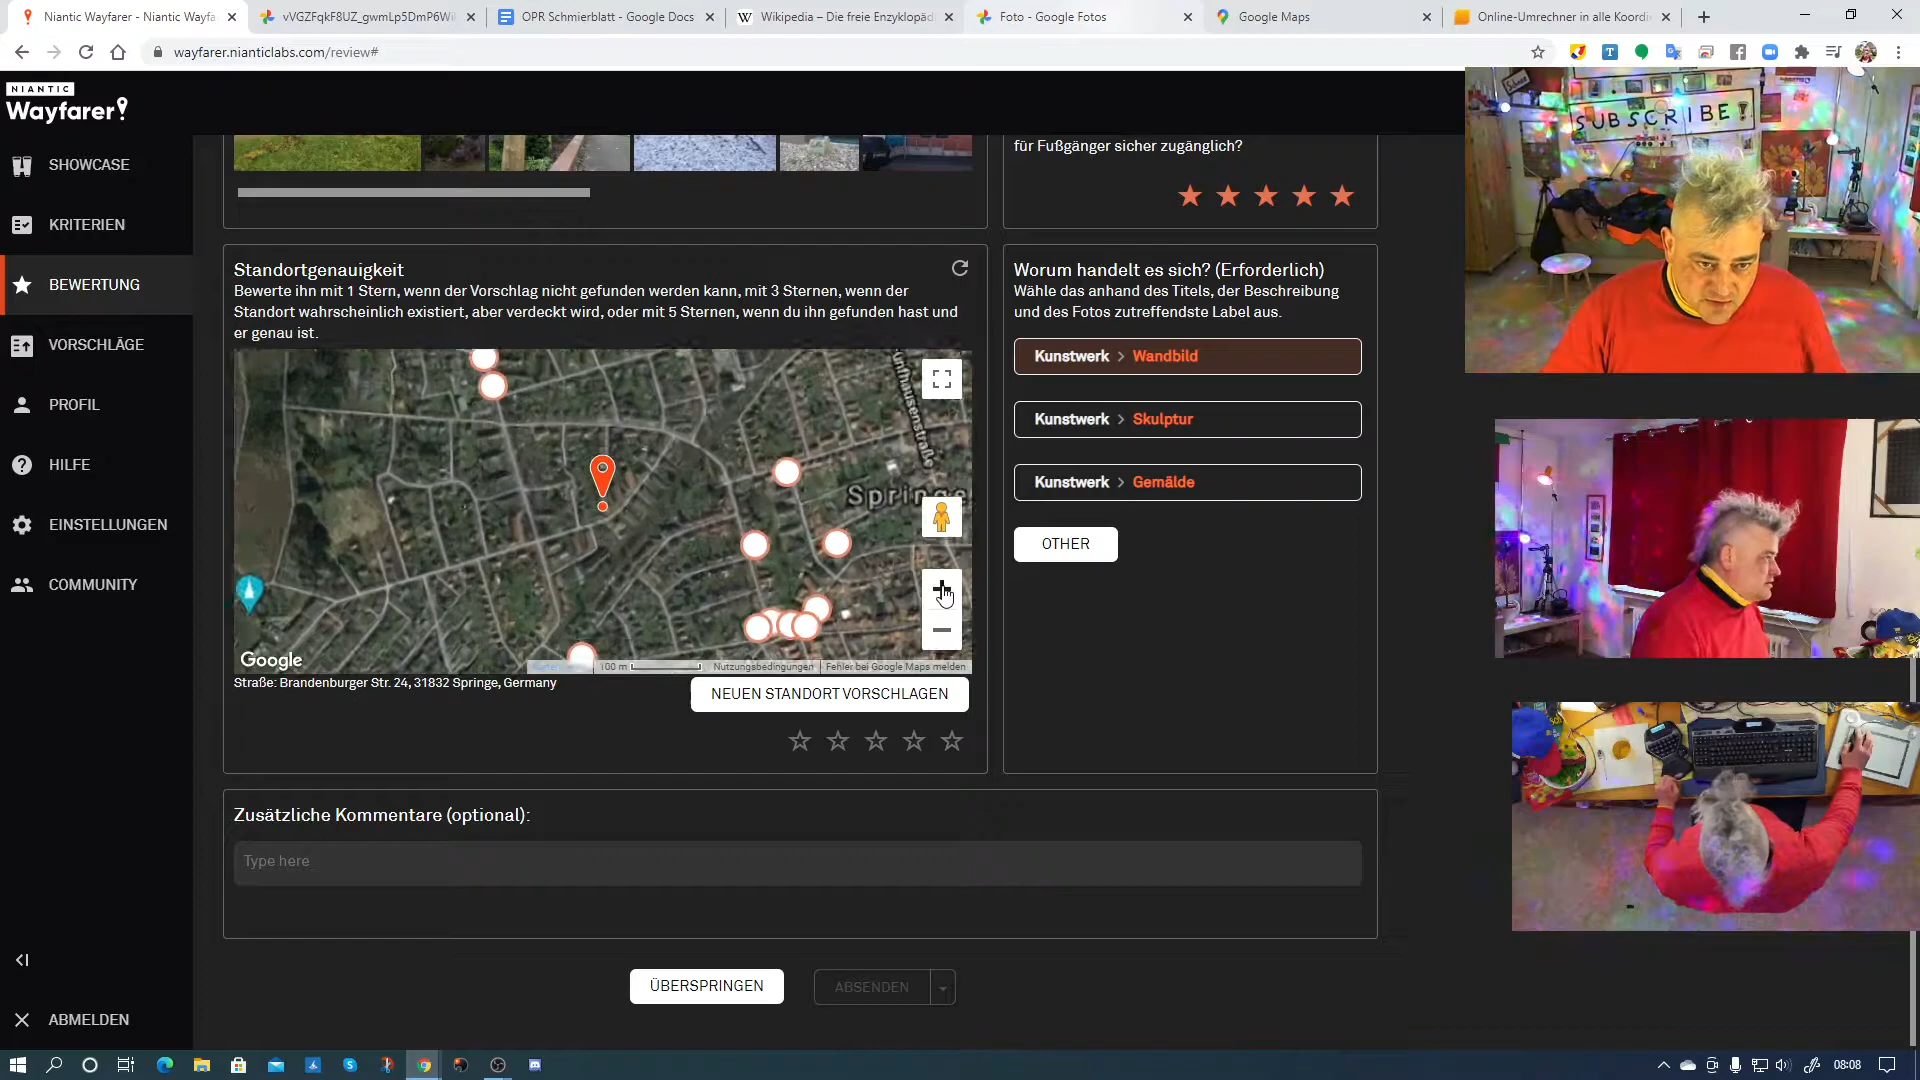 Niantic Wayfarer - Niantic Wayfa
vVGZFqkF8UZ_gwmLp5DmP6Wi
OPR Schmierblatt - Google Docs
Wikipedia – Die freie Enzyklopäd
Foto - Google Fotos
Google Maps
Online-Umrechner in alle Koordi
wayfarer.nianticlabs.com/review#
NIANTIC
Wayfarer
SHOWCASE
KRITERIEN
BEWERTUNG
VORSCHLÄGE
PROFIL
HILFE
EINSTELLUNGEN
COMMUNITY
ABMELDEN
für Fußgänger sicher zugänglich?
Standortgenauigkeit
Bewerte ihn mit 1 Stern, wenn der Vorschlag nicht gefunden werden kann, mit 3 Sternen, wenn der
Standort wahrscheinlich existiert, aber verdeckt wird, oder mit 5 Sternen, wenn du ihn gefunden hast und
er genau ist.
Springe
Google
100 m
Nutzungsbedingungen
Fehler bei Google Maps melden
Straße: Brandenburger Str. 24, 31832 Springe, Germany
NEUEN STANDORT VORSCHLAGEN
Worum handelt es sich? (Erforderlich)
Wähle das anhand des Titels, der Beschreibung
und des Fotos zutreffendste Label aus.
Kunstwerk > Wandbild
Kunstwerk > Skulptur
Kunstwerk > Gemälde
OTHER
Zusätzliche Kommentare (optional):
Type here
ÜBERSPRINGEN
ABSENDEN
SUBSCRIBE!
08:08